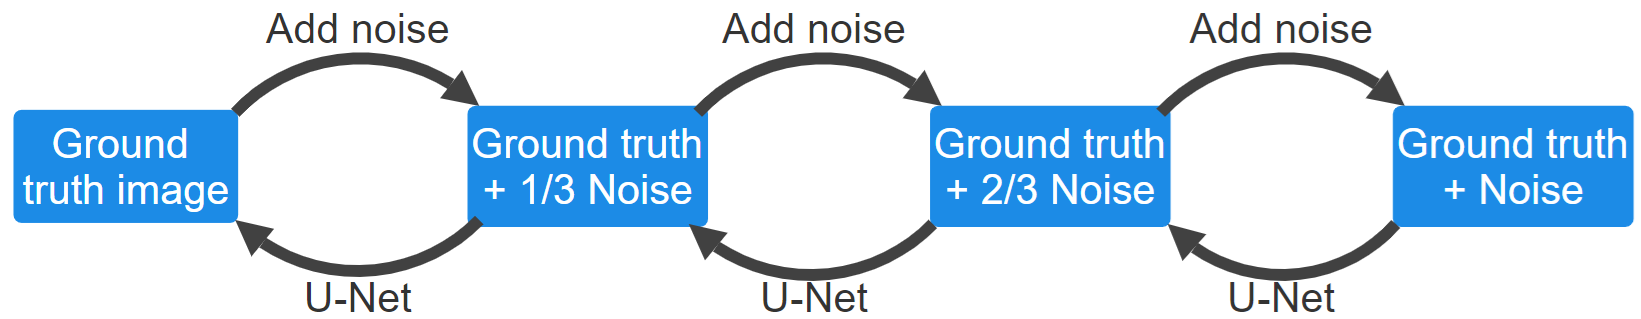 Add noise
Add noise
Add noise
Ground
truth image
Ground truth
+ 1/3 Noise
Ground truth
+ 2/3 Noise
Ground truth
+ Noise
U-Net
U-Net
U-Net